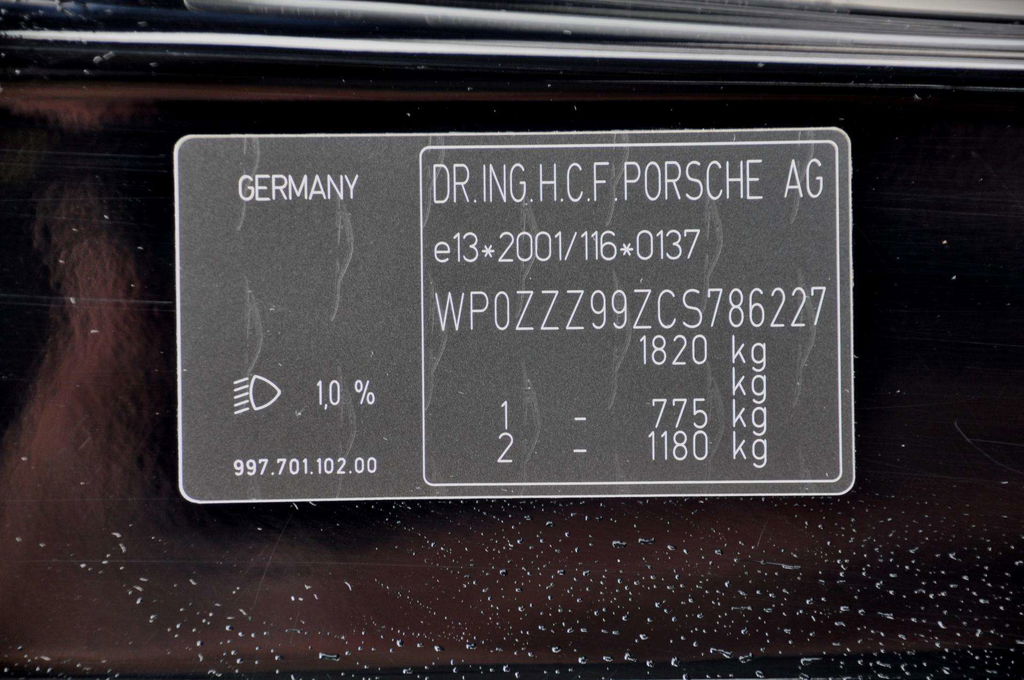 GERMANY
1,0 %
997.701.102.00
DR.ING.H.C.F.PORSCHE AG
e13*2001/116*0137
WP0ZZZ99ZCS786227
1820 kg
kg
1 - 775 kg
2 - 1180 kg